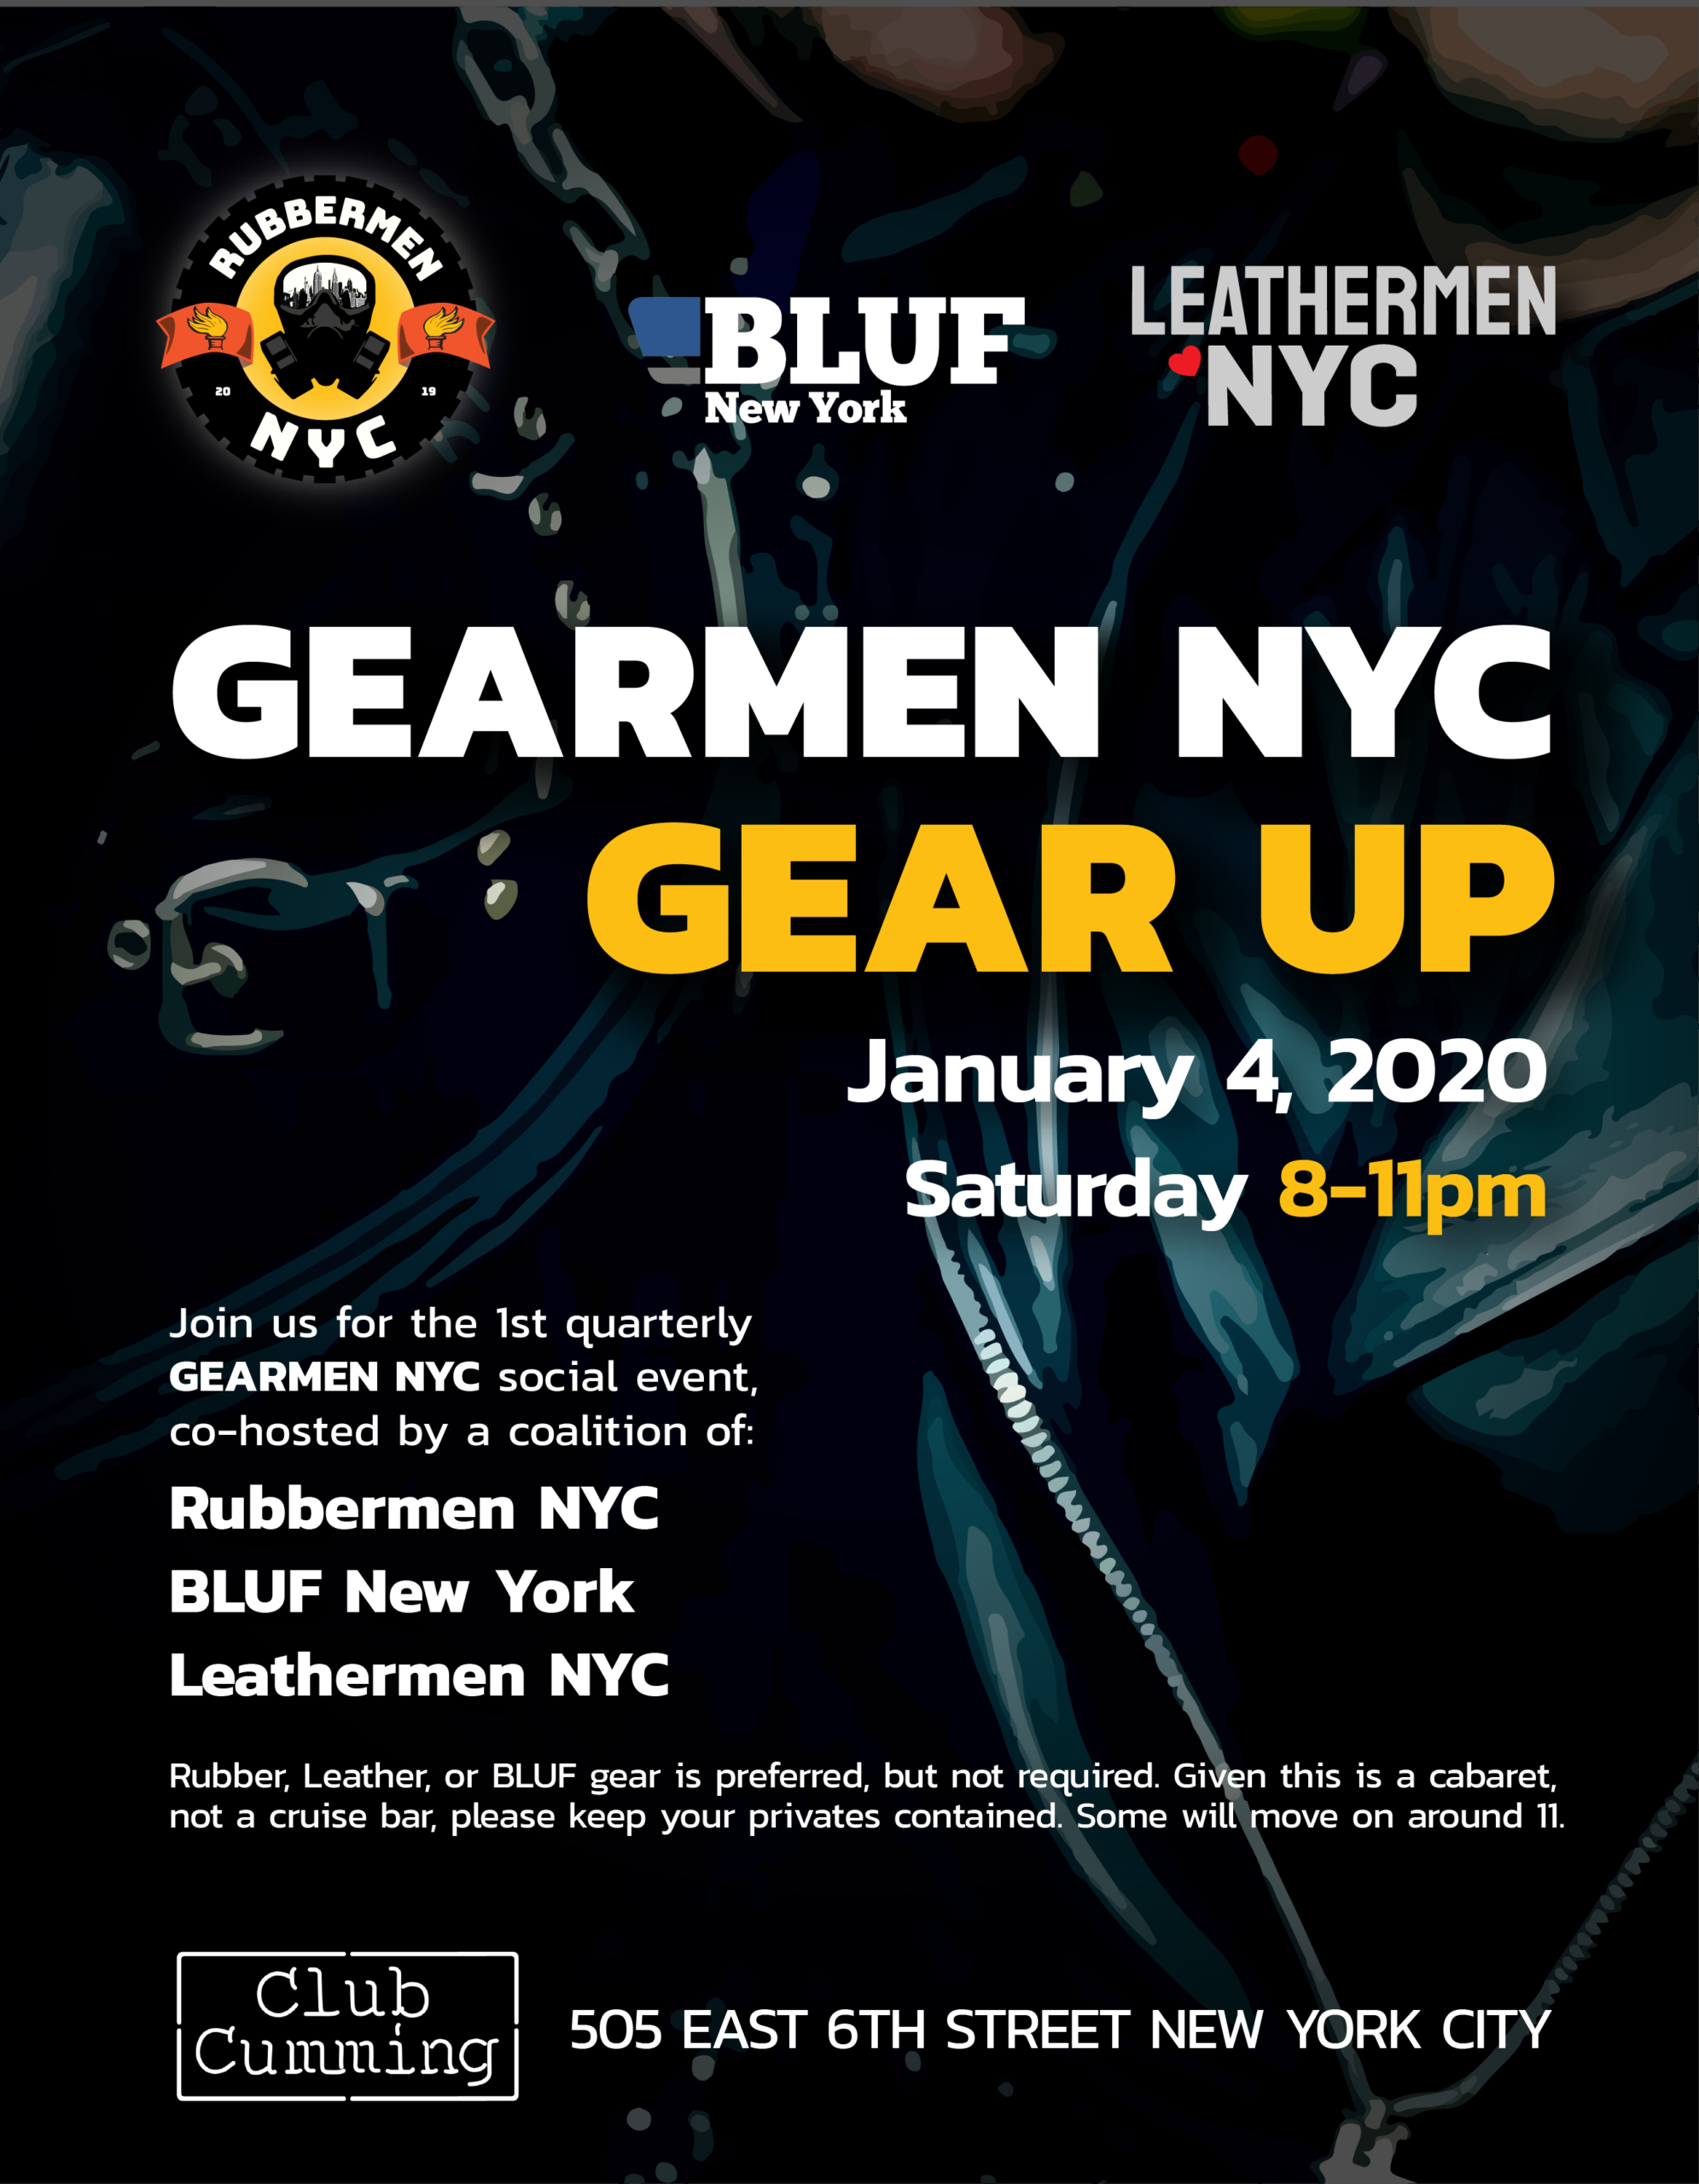 RUBBERMEN
20 19
NYC
BLUF
New York
LEATHERMEN
NYC
GEARMEN NYC
GEAR UP
January 4, 2020
Saturday 8–11pm
Join us for the 1st quarterly
GEARMEN NYC social event,
co-hosted by a coalition of:
Rubbermen NYC
BLUF New York
Leathermen NYC
Rubber, Leather, or BLUF gear is preferred, but not required. Given this is a cabaret,
not a cruise bar, please keep your privates contained. Some will move on around 11.
Club
Cumming
505 EAST 6TH STREET NEW YORK CITY